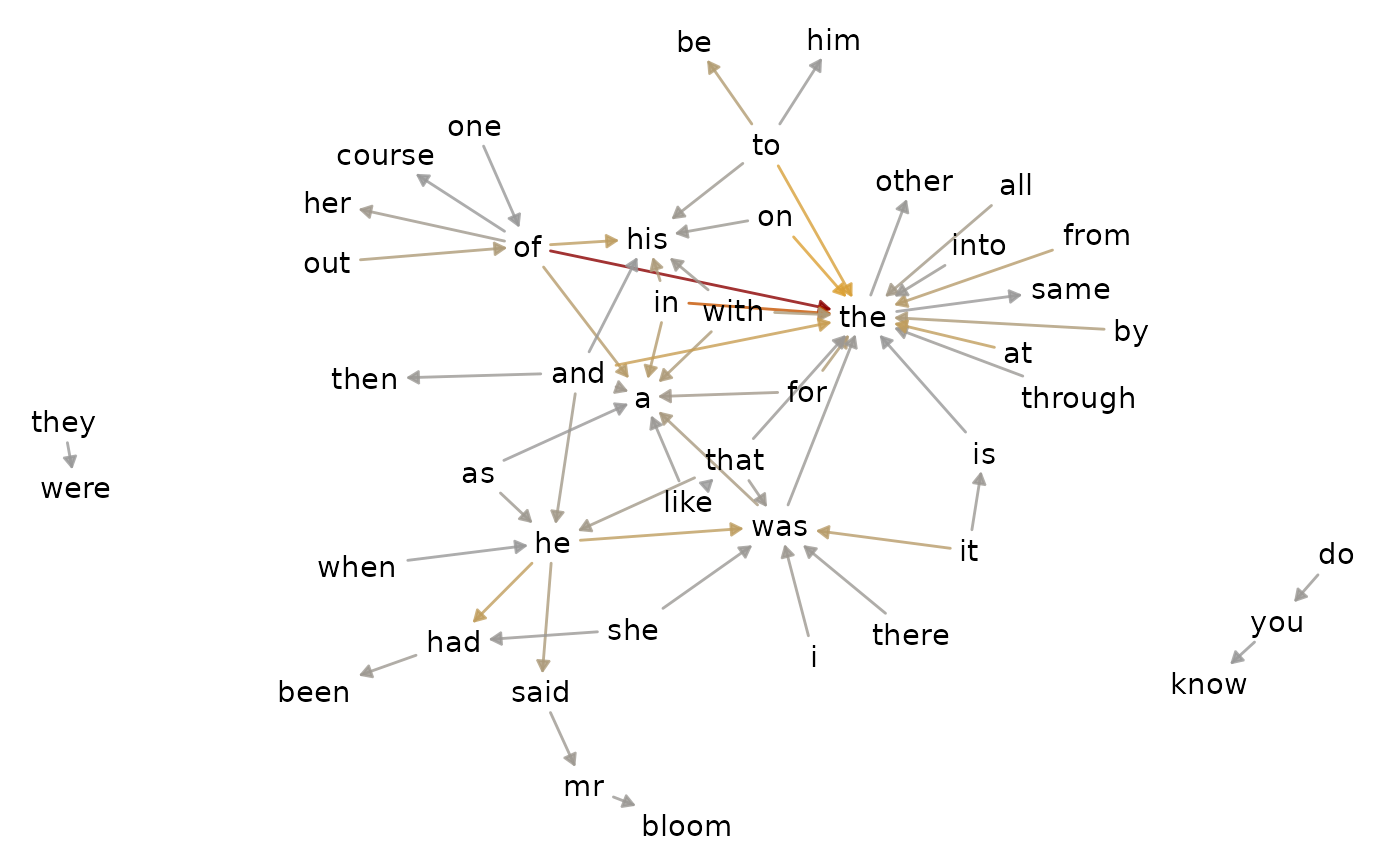 be
him
one
to
course
other
all
her
on
from
of
his
into
out
same
in
with
the
by
at
then
and
for
a
through
they
that
is
as
were
like
was
he
it
do
when
you
she
there
had
i
know
been
said
mr
bloom